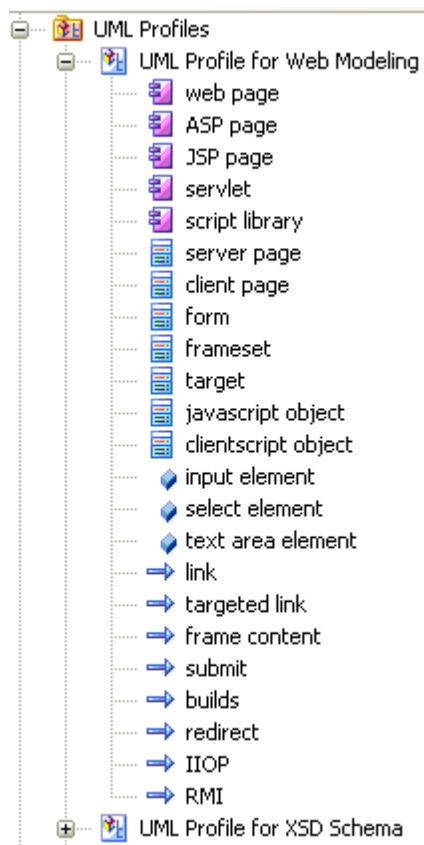 UML Profiles
UML Profile for Web Modeling
web page
ASP page
JSP page
servlet
script library
server page
client page
form
frameset
target
javascript object
clientscript object
input element
select element
text area element
link
targeted link
frame content
submit
builds
redirect
IIOP
RMI
UML Profile for XSD Schema